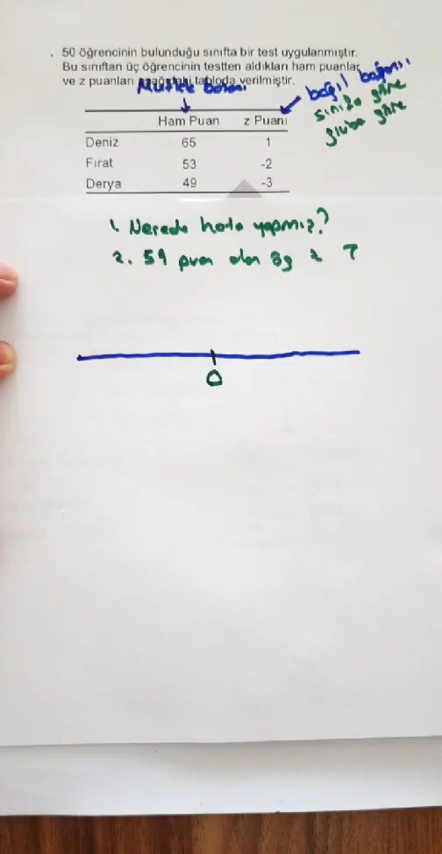 50 öğrencinin bulunduğu sınıfta bir test uygulanmıştır.
Bu sınıftan üç öğrencinin testten aldıkları ham puanlar
ve z puanları aşağıdaki tabloda verilmiştir.
Mutlak başarı
bağıl başarı
sınıfa göre
gruba göre
Ham Puan z Puanı
Deniz 65 1
Fırat 53 -2
Derya 49 -3
1. Nerede hata yapmış?
2. 59 puan alan öğ z ?
0